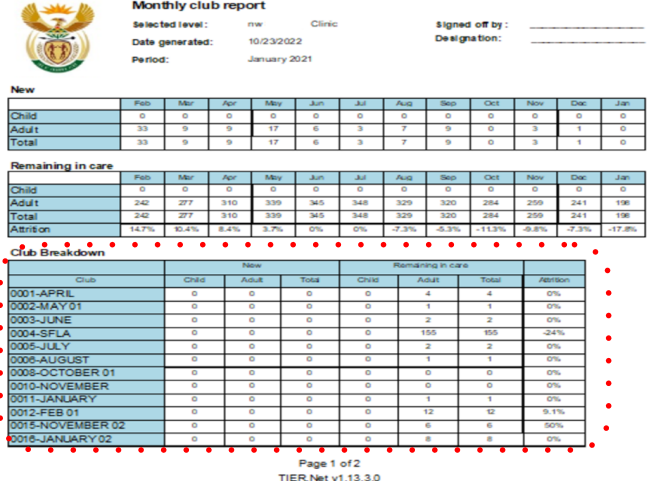 Monthly club report
Selected level: nw Clinic Signed off by:
Date generated: 10/23/2022 Designation:
Period: January 2021
New
Feb Mar Apr May Jun Jul Aug Sep Oct Nov Dec Jan
Child 0 0 0 0 0 0 0 0 0 0 0 0
Adult 33 9 9 17 6 3 7 9 0 3 1 0
Total 33 9 9 17 6 3 7 9 0 3 1 0
Remaining in care
Feb Mar Apr May Jun Jul Aug Sep Oct Nov Dec Jan
Child 0 0 0 0 0 0 0 0 0 0 0 0
Adult 242 277 310 339 345 348 329 320 284 259 241 198
Total 242 277 310 339 345 348 329 320 284 259 241 198
Attrition 14.7% 10.4% 8.4% 3.7% 0% 0% -7.3% -5.3% -11.3% -9.8% -7.3% -17.8%
Club Breakdown
New Remaining in care
Club Child Adult Total Child Adult Total Attrition
0001-APRIL 0 0 0 0 4 4 0%
0002-MAY 01 0 0 0 0 1 1 0%
0003-JUNE 0 0 0 0 2 2 0%
0004-SFLA 0 0 0 0 155 155 -24%
0005-JULY 0 0 0 0 2 2 0%
0006-AUGUST 0 0 0 0 1 1 0%
0008-OCTOBER 01 0 0 0 0 0 0 0%
0010-NOVEMBER 0 0 0 0 0 0 0%
0011-JANUARY 0 0 0 0 1 1 0%
0012-FEB 01 0 0 0 0 12 12 9.1%
0015-NOVEMBER 02 0 0 0 0 6 6 50%
0016-JANUARY 02 0 0 0 0 8 8 0%
Page 1 of 2
TIER.Net v1.13.3.0